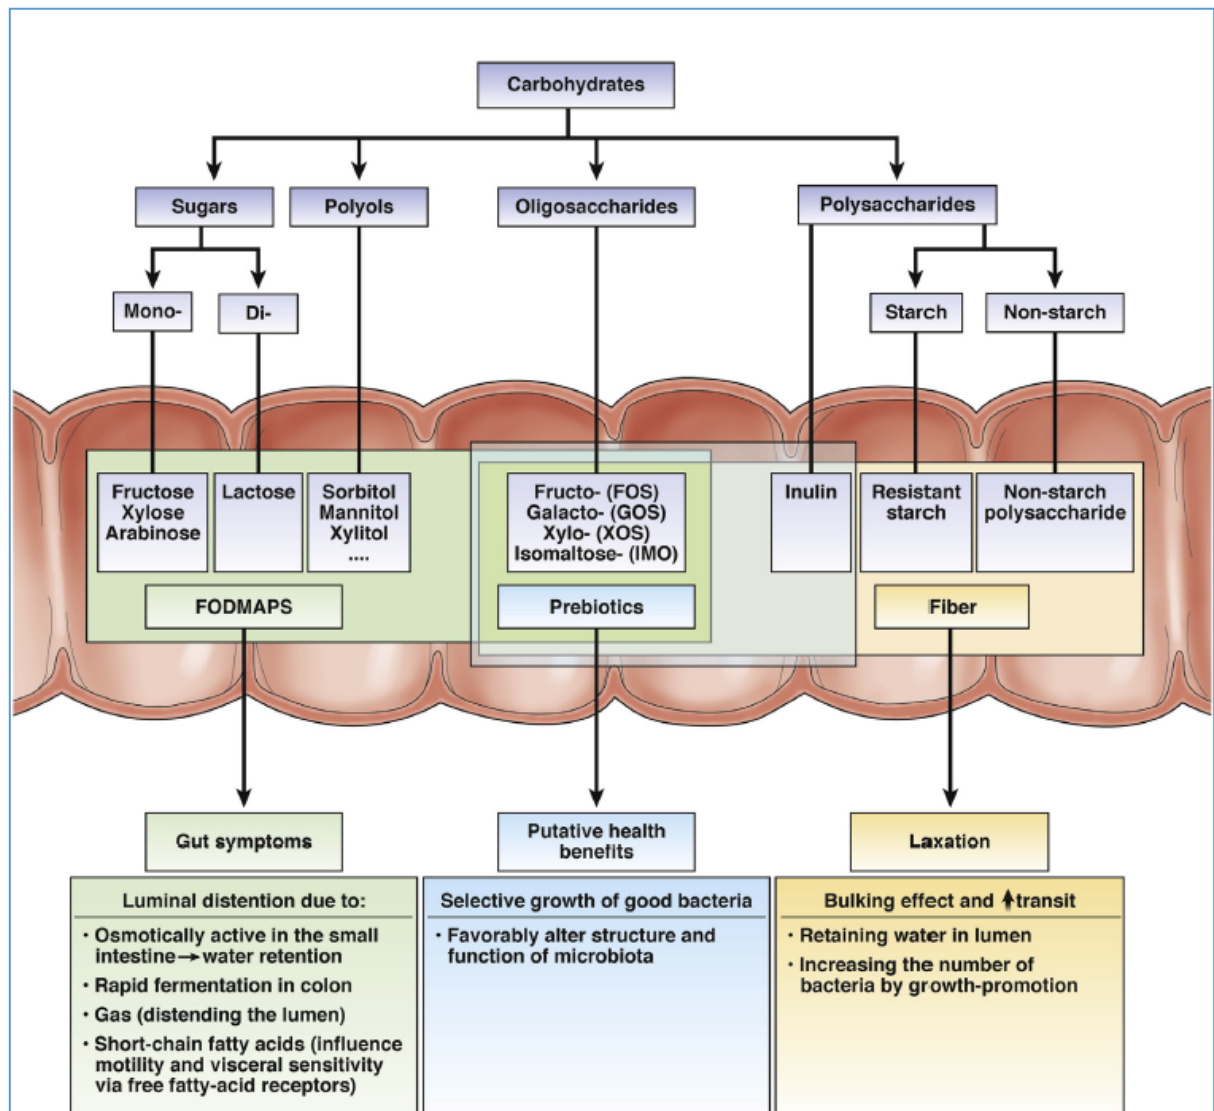 Carbohydrates
Sugars
Polyols
Oligosaccharides
Polysaccharides
Mono-
Di-
Starch
Non-starch
Fructose
Xylose
Arabinose
Lactose
Sorbitol
Mannitol
Xylitol
....
Fructo- (FOS)
Galacto- (GOS)
Xylo- (XOS)
Isomaltose- (IMO)
Inulin
Resistant
starch
Non-starch
polysaccharide
FODMAPS
Prebiotics
Fiber
Gut symptoms
Putative health
benefits
Laxation
Luminal distention due to:
• Osmotically active in the small
intestine→water retention
• Rapid fermentation in colon
• Gas (distending the lumen)
• Short-chain fatty acids (influence
motility and visceral sensitivity
via free fatty-acid receptors)
Selective growth of good bacteria
• Favorably alter structure and
function of microbiota
Bulking effect and ↑transit
• Retaining water in lumen
• Increasing the number of
bacteria by growth-promotion